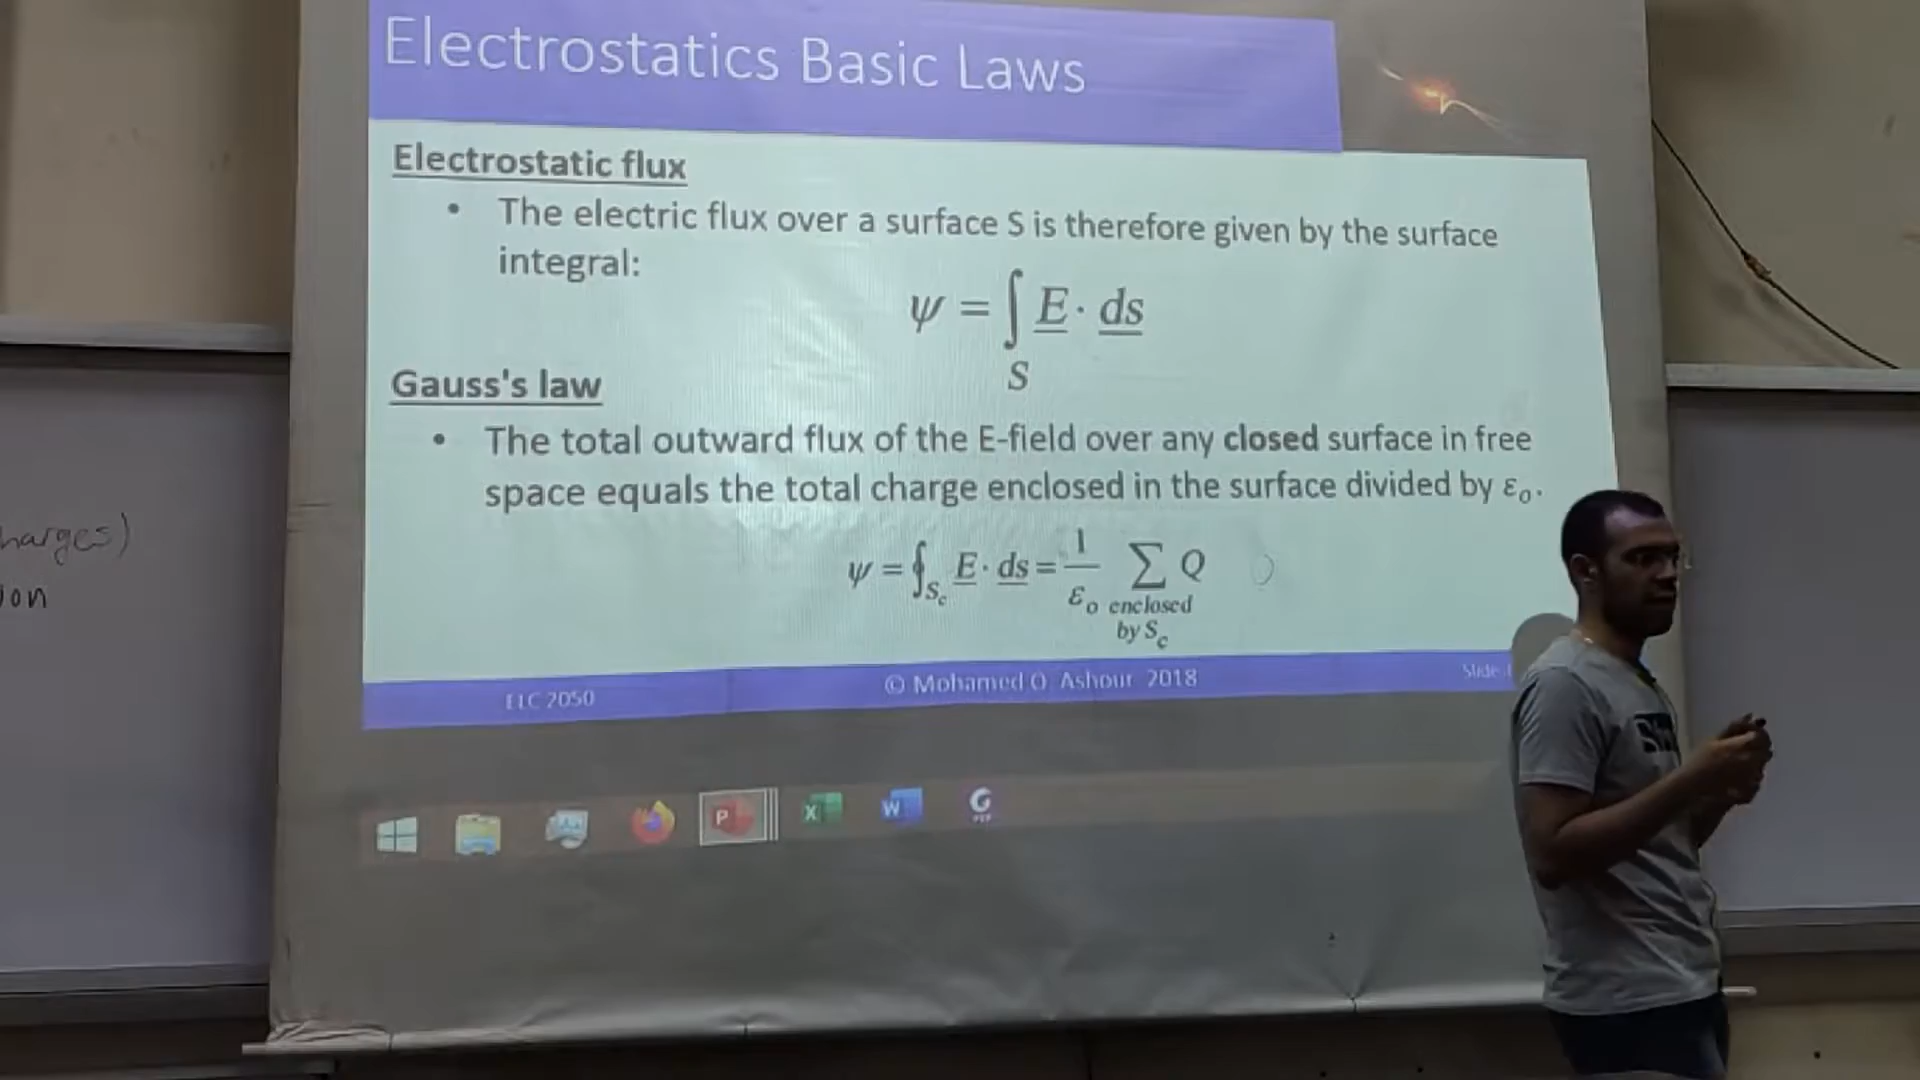 Electrostatics Basic Laws
Electrostatic flux
• The electric flux over a surface S is therefore given by the surface
integral:
ψ = ∫ E · ds
S
Gauss's law
• The total outward flux of the E-field over any closed surface in free
space equals the total charge enclosed in the surface divided by ε₀.
ψ = ∮Sc E · ds = 1/ε₀ ∑ Q
enclosed
by Sc
ELC 2050
© Mohamed O Ashour 2018
Slide
P
X
W
G
PDF